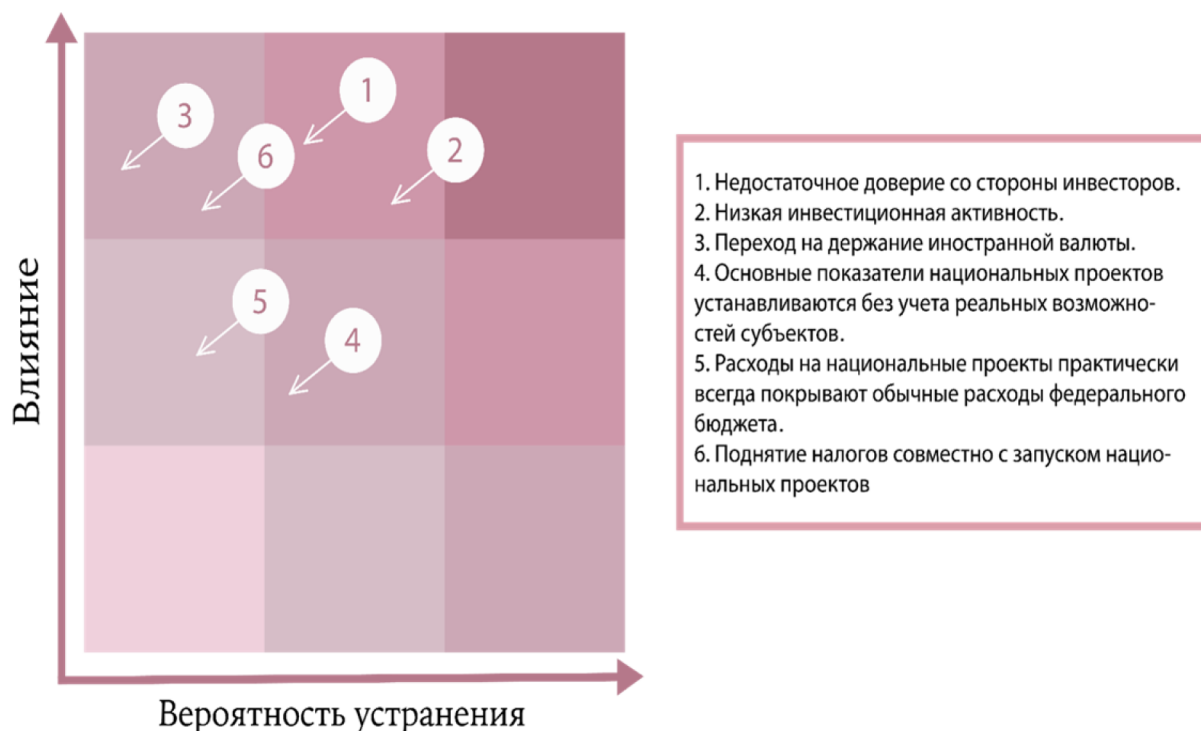 Влияние
3
1
6
2
5
4
Вероятность устранения
1. Недостаточное доверие со стороны инвесторов.
2. Низкая инвестиционная активность.
3. Переход на держание иностранной валюты.
4. Основные показатели национальных проектов
устанавливаются без учета реальных возможно-
стей субъектов.
5. Расходы на национальные проекты практически
всегда покрывают обычные расходы федерального
бюджета.
6. Поднятие налогов совместно с запуском нацио-
нальных проектов